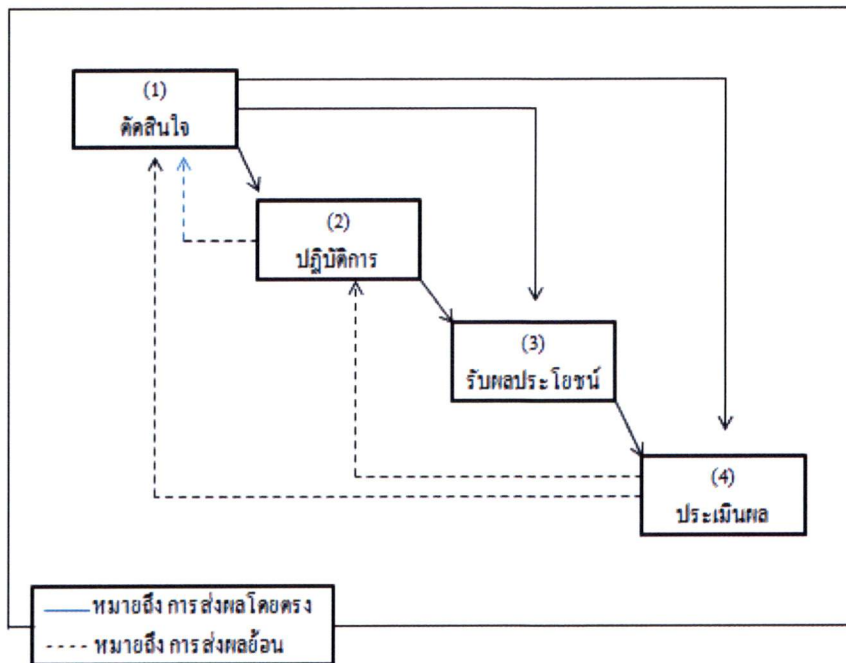 (1)
ตัดสินใจ
(2)
ปฏิบัติการ
(3)
รับผลประโยชน์
(4)
ประเมินผล
หมายถึง การส่งผลโดยตรง
หมายถึง การส่งผลย้อน